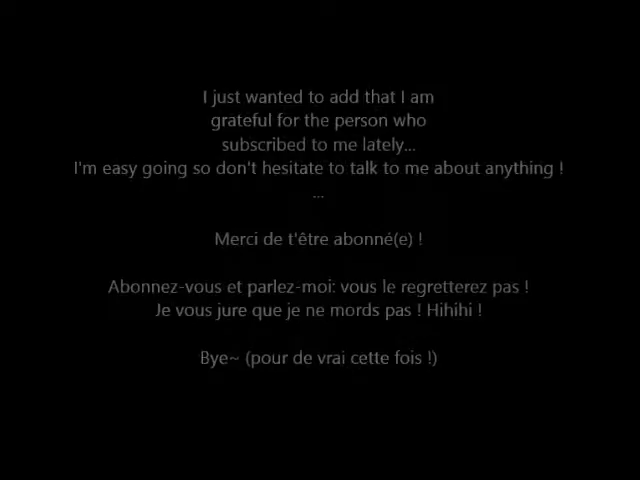 I just wanted to add that I am
grateful for the person who
subscribed to me lately...
I'm easy going so don't hesitate to talk to me about anything !
...
Merci de t'être abonné(e) !
Abonnez-vous et parlez-moi: vous le regretterez pas !
Je vous jure que je ne mords pas ! Hihihi !
Bye~ (pour de vrai cette fois !)